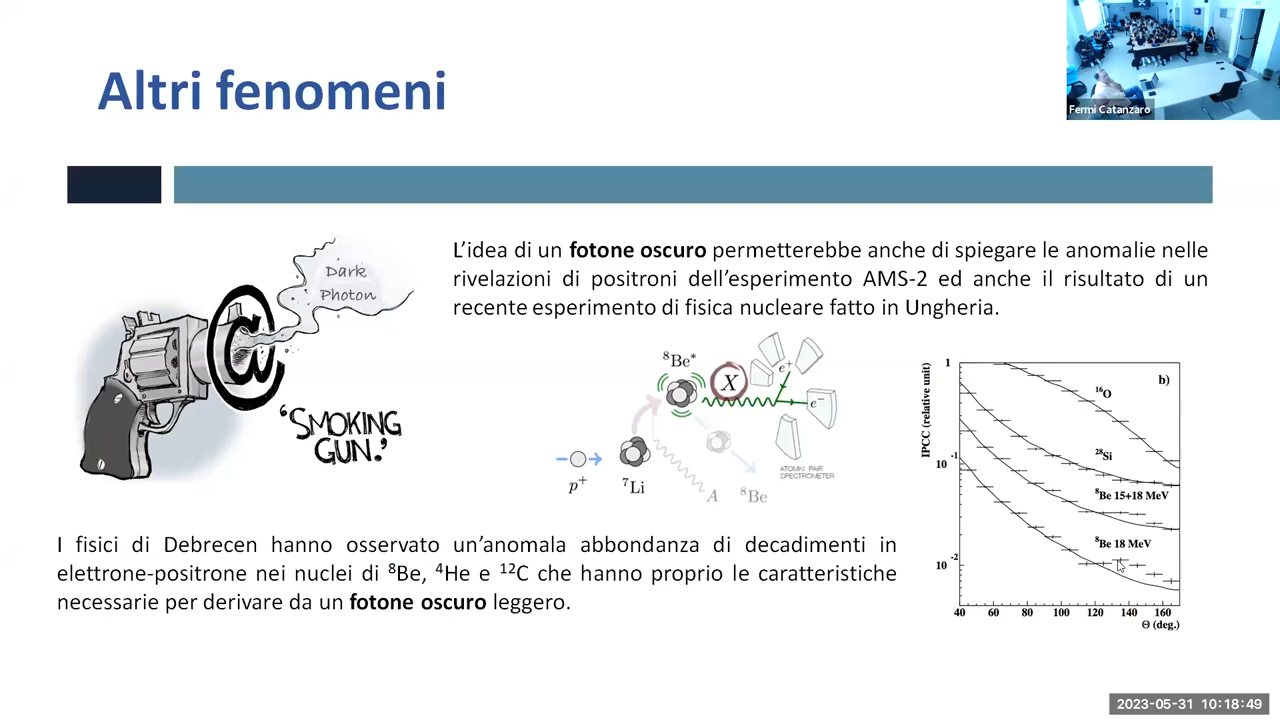 Altri fenomeni
Fermi Catanzaro
Dark
Photon
'SMOKING
GUN.'
L'idea di un fotone oscuro permetterebbe anche di spiegare le anomalie nelle
rivelazioni di positroni dell'esperimento AMS-2 ed anche il risultato di un
recente esperimento di fisica nucleare fatto in Ungheria.
⁸Be*
X
e⁺
e⁻
p⁺
⁷Li
A
⁸Be
ATOMKI PAIR
SPECTROMETER
IPCC (relative unit)
1
10⁻¹
10⁻²
b)
¹⁶O
²⁸Si
⁸Be 15+18 MeV
⁸Be 18 MeV
40 60 80 100 120 140 160
Θ (deg.)
I fisici di Debrecen hanno osservato un'anomala abbondanza di decadimenti in
elettrone-positrone nei nuclei di ⁸Be, ⁴He e ¹²C che hanno proprio le caratteristiche
necessarie per derivare da un fotone oscuro leggero.
2023-05-31 10:18:49